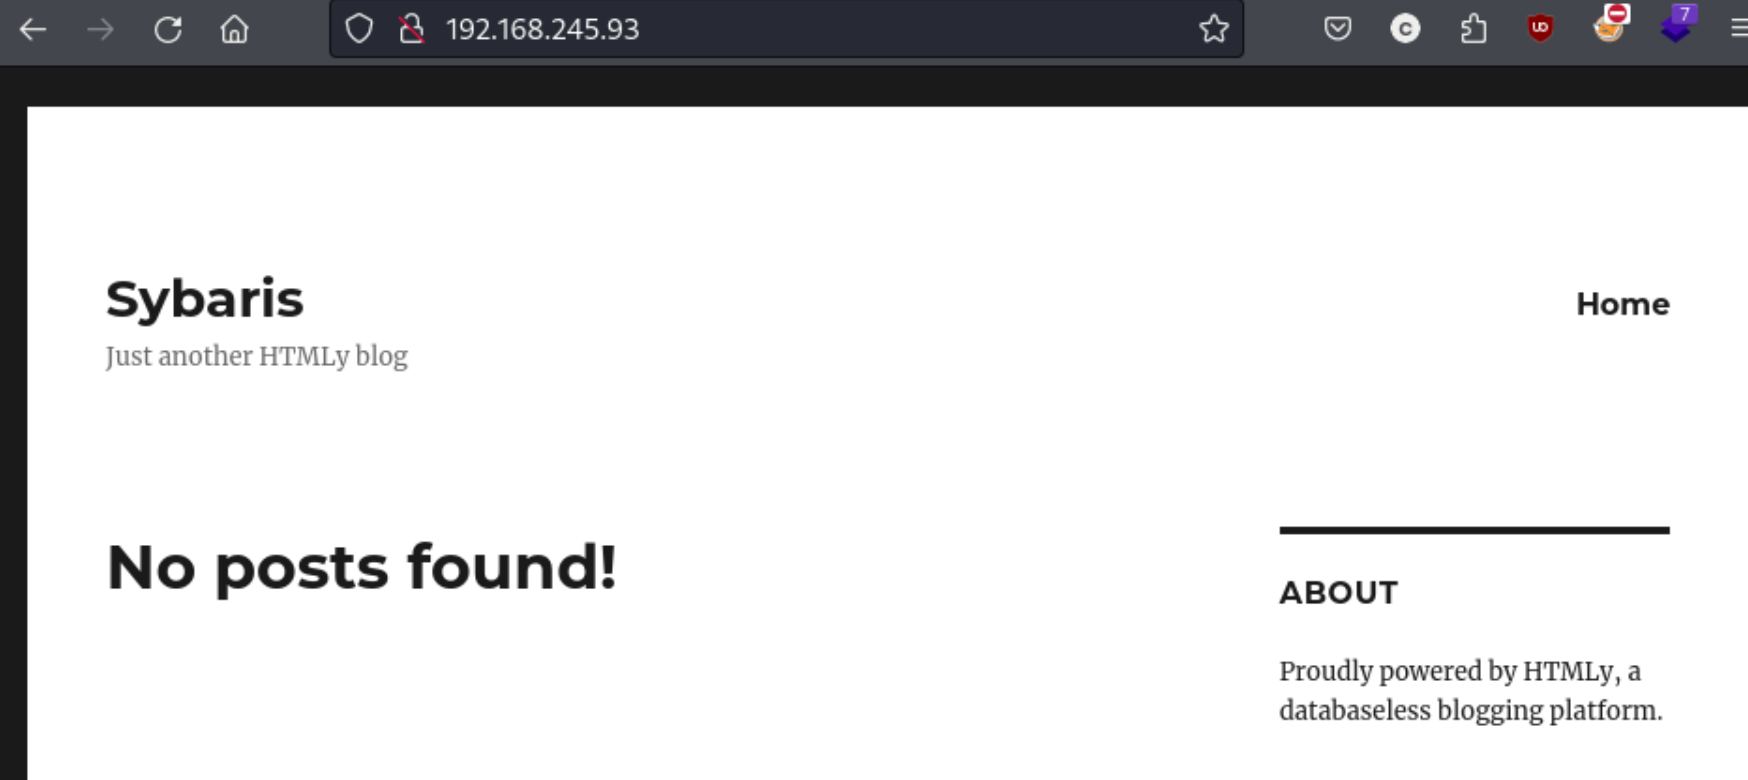 192.168.245.93
C
UD
7
Sybaris
Home
Just another HTMLy blog
No posts found!
ABOUT
Proudly powered by HTMLy, a
databaseless blogging platform.